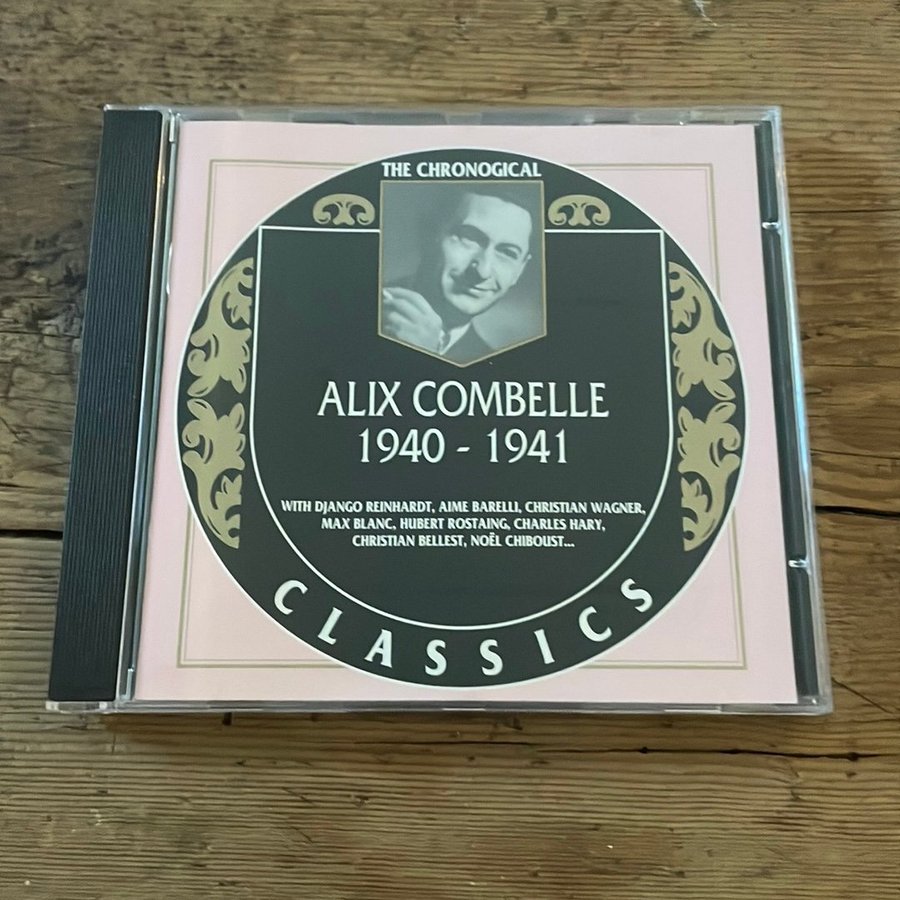 THE CHRONOGICAL
ALIX COMBELLE
1940 - 1941
WITH DJANGO REINHARDT, AIME BARELLI, CHRISTIAN WAGNER,
MAX BLANC, HUBERT ROSTAING, CHARLES HARY,
CHRISTIAN BELLEST, NOËL CHIBOUST...
CLASSICS